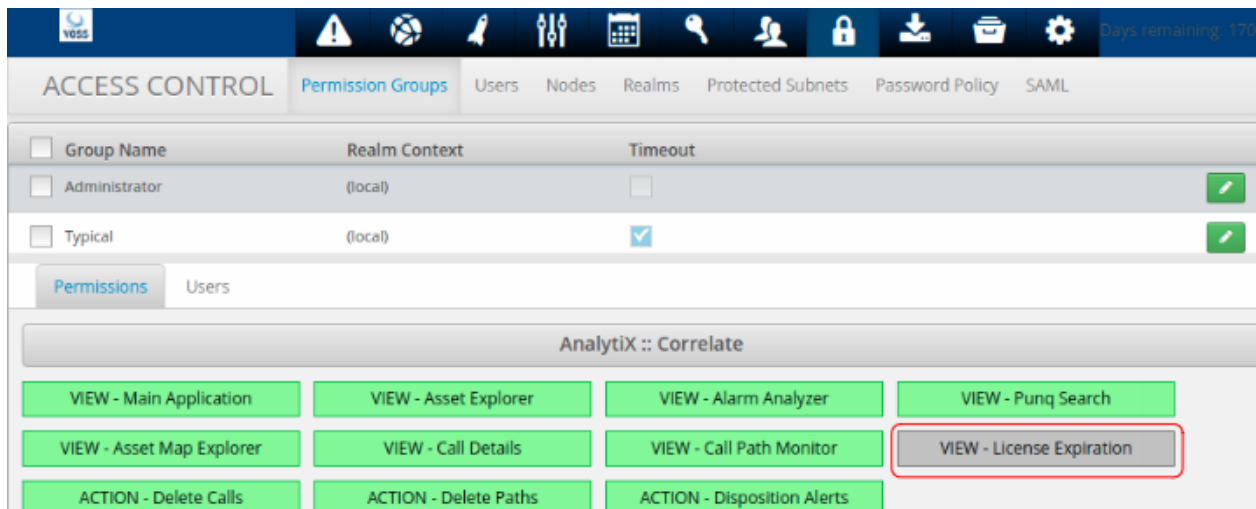 VOSS
Days remaining: 170
ACCESS CONTROL Permission Groups Users Nodes Realms Protected Subnets Password Policy SAML
Group Name Realm Context Timeout
Administrator (local)
Typical (local)
Permissions Users
AnalytiX :: Correlate
VIEW - Main Application VIEW - Asset Explorer VIEW - Alarm Analyzer VIEW - Punq Search
VIEW - Asset Map Explorer VIEW - Call Details VIEW - Call Path Monitor VIEW - License Expiration
ACTION - Delete Calls ACTION - Delete Paths ACTION - Disposition Alerts